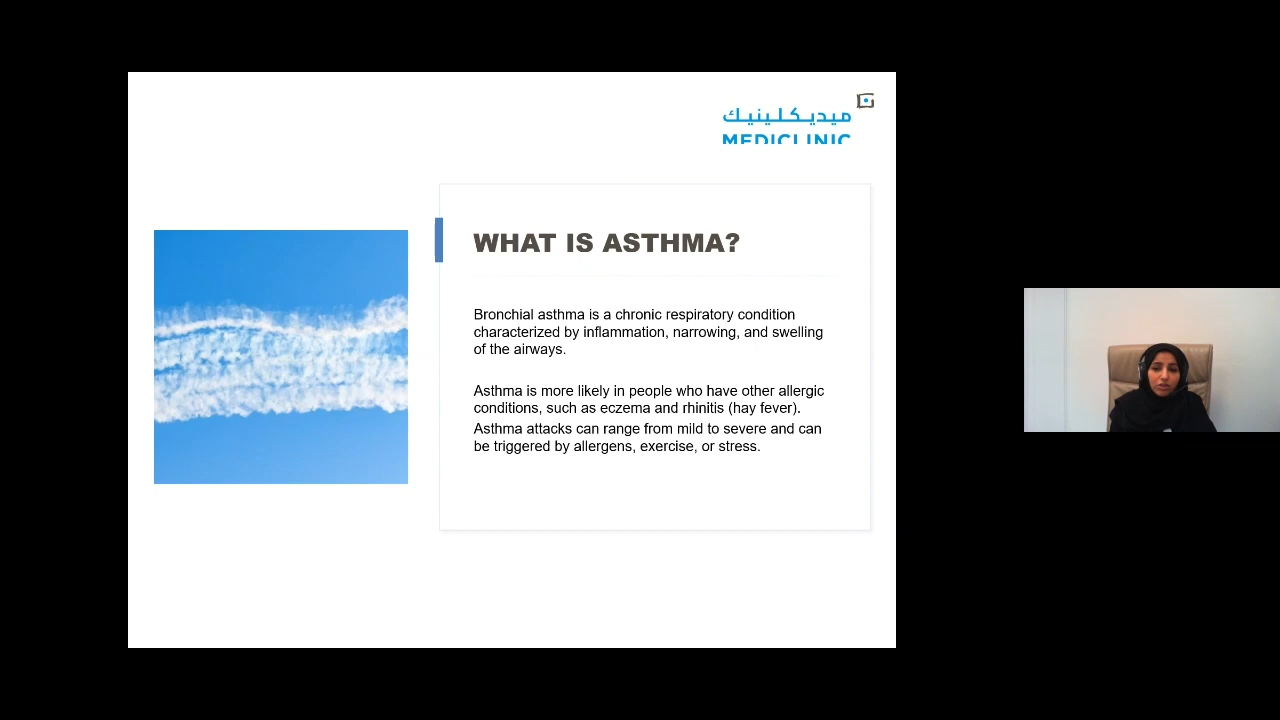 ميديكلينيك
MEDICLINIC
WHAT IS ASTHMA?
Bronchial asthma is a chronic respiratory condition
characterized by inflammation, narrowing, and swelling
of the airways.
Asthma is more likely in people who have other allergic
conditions, such as eczema and rhinitis (hay fever).
Asthma attacks can range from mild to severe and can
be triggered by allergens, exercise, or stress.